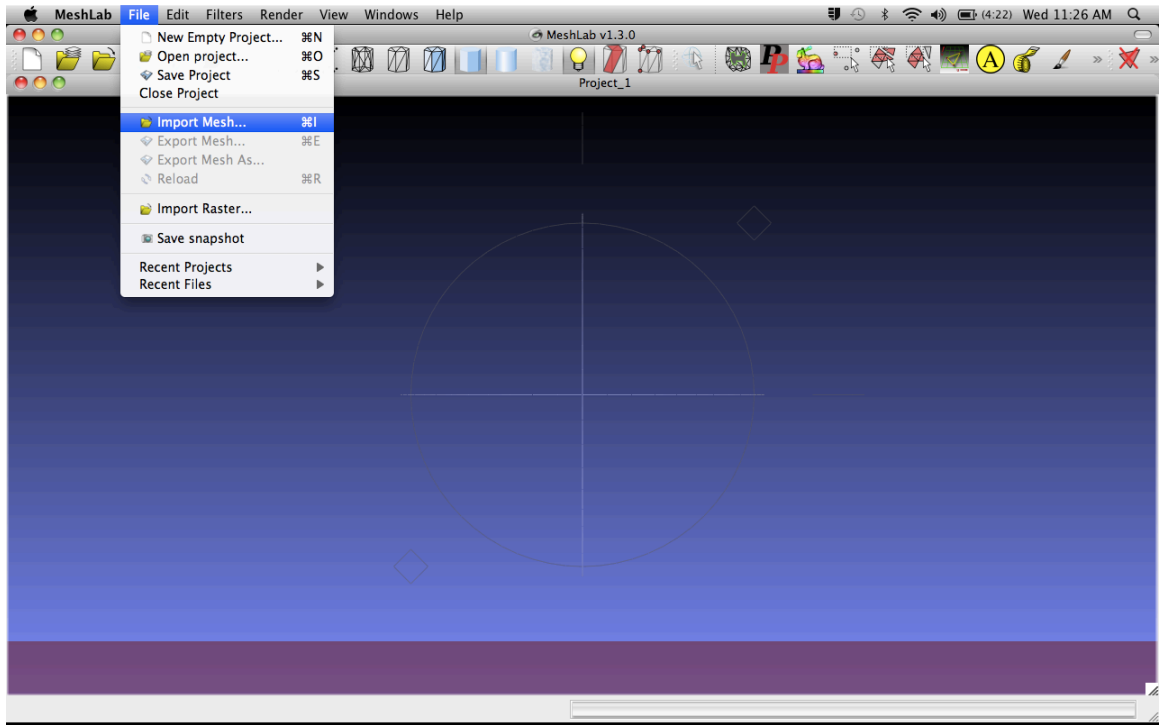 MeshLab File Edit Filters Render View Windows Help (4:22) Wed 11:26 AM
MeshLab v1.3.0
New Empty Project... ⌘N
Open project... ⌘O
Save Project ⌘S
Close Project
Import Mesh... ⌘I
Export Mesh... ⌘E
Export Mesh As...
Reload ⌘R
Import Raster...
Save snapshot
Recent Projects
Recent Files
A
Project_1